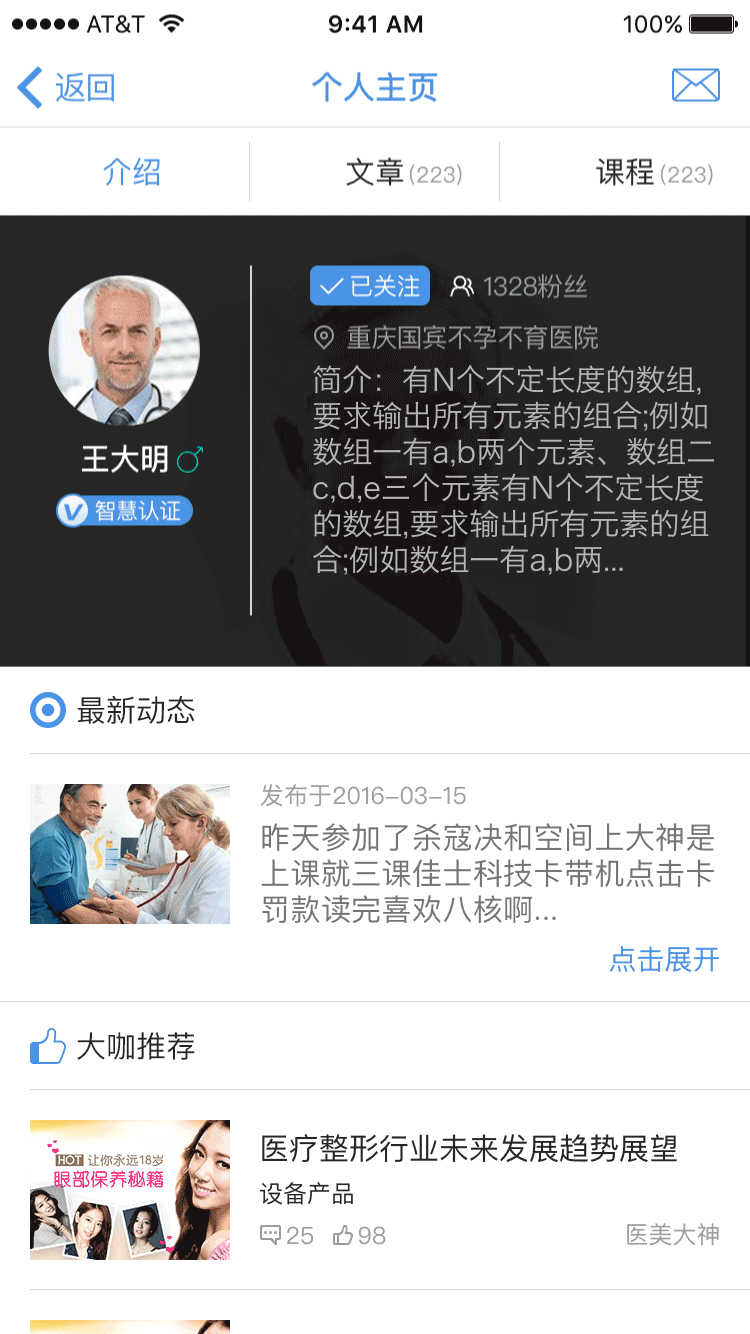 AT&T 9:41 AM 100%
返回 个人主页
介绍 文章(223) 课程(223)
已关注 1328粉丝
重庆国宾不孕不育医院
简介：有N个不定长度的数组,
要求输出所有元素的组合;例如
数组一有a,b两个元素、数组二
c,d,e三个元素有N个不定长度
的数组,要求输出所有元素的组
合;例如数组一有a,b两...
王大明
V 智慧认证
最新动态
发布于2016-03-15
昨天参加了杀寇决和空间上大神是
上课就三课佳士科技卡带机点击卡
罚款读完喜欢八核啊...
点击展开
大咖推荐
HOT 让你永远18岁
眼部保养秘籍
医疗整形行业未来发展趋势展望
设备产品
25 98 医美大神